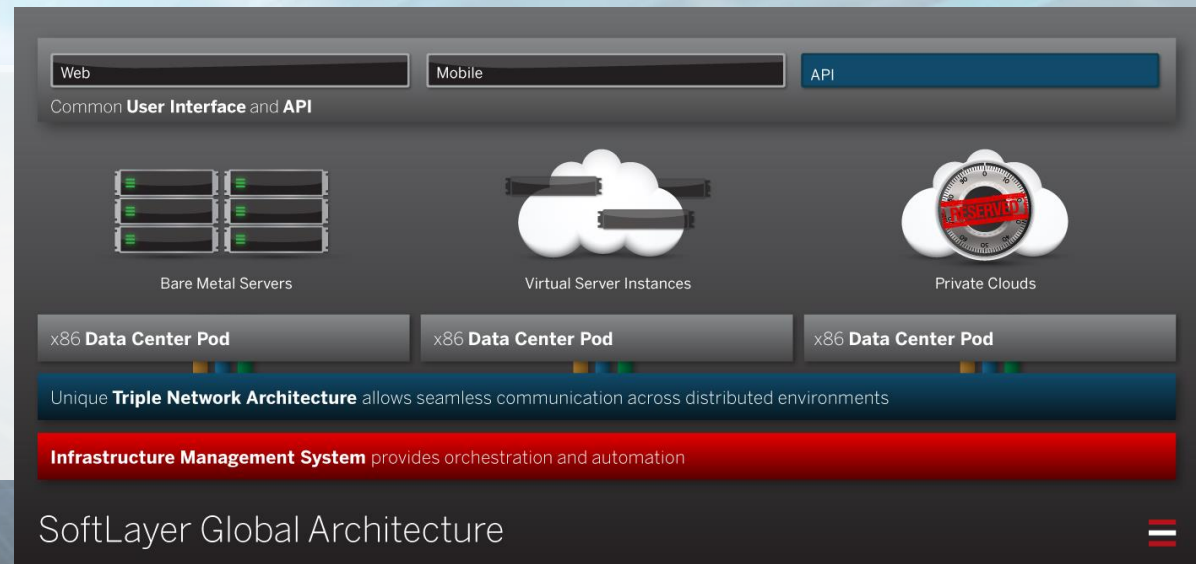 Web
Mobile
API
Common User Interface and API
RESERVED
Bare Metal Servers
Virtual Server Instances
Private Clouds
x86 Data Center Pod
x86 Data Center Pod
x86 Data Center Pod
Unique Triple Network Architecture allows seamless communication across distributed environments
Infrastructure Management System provides orchestration and automation
SoftLayer Global Architecture